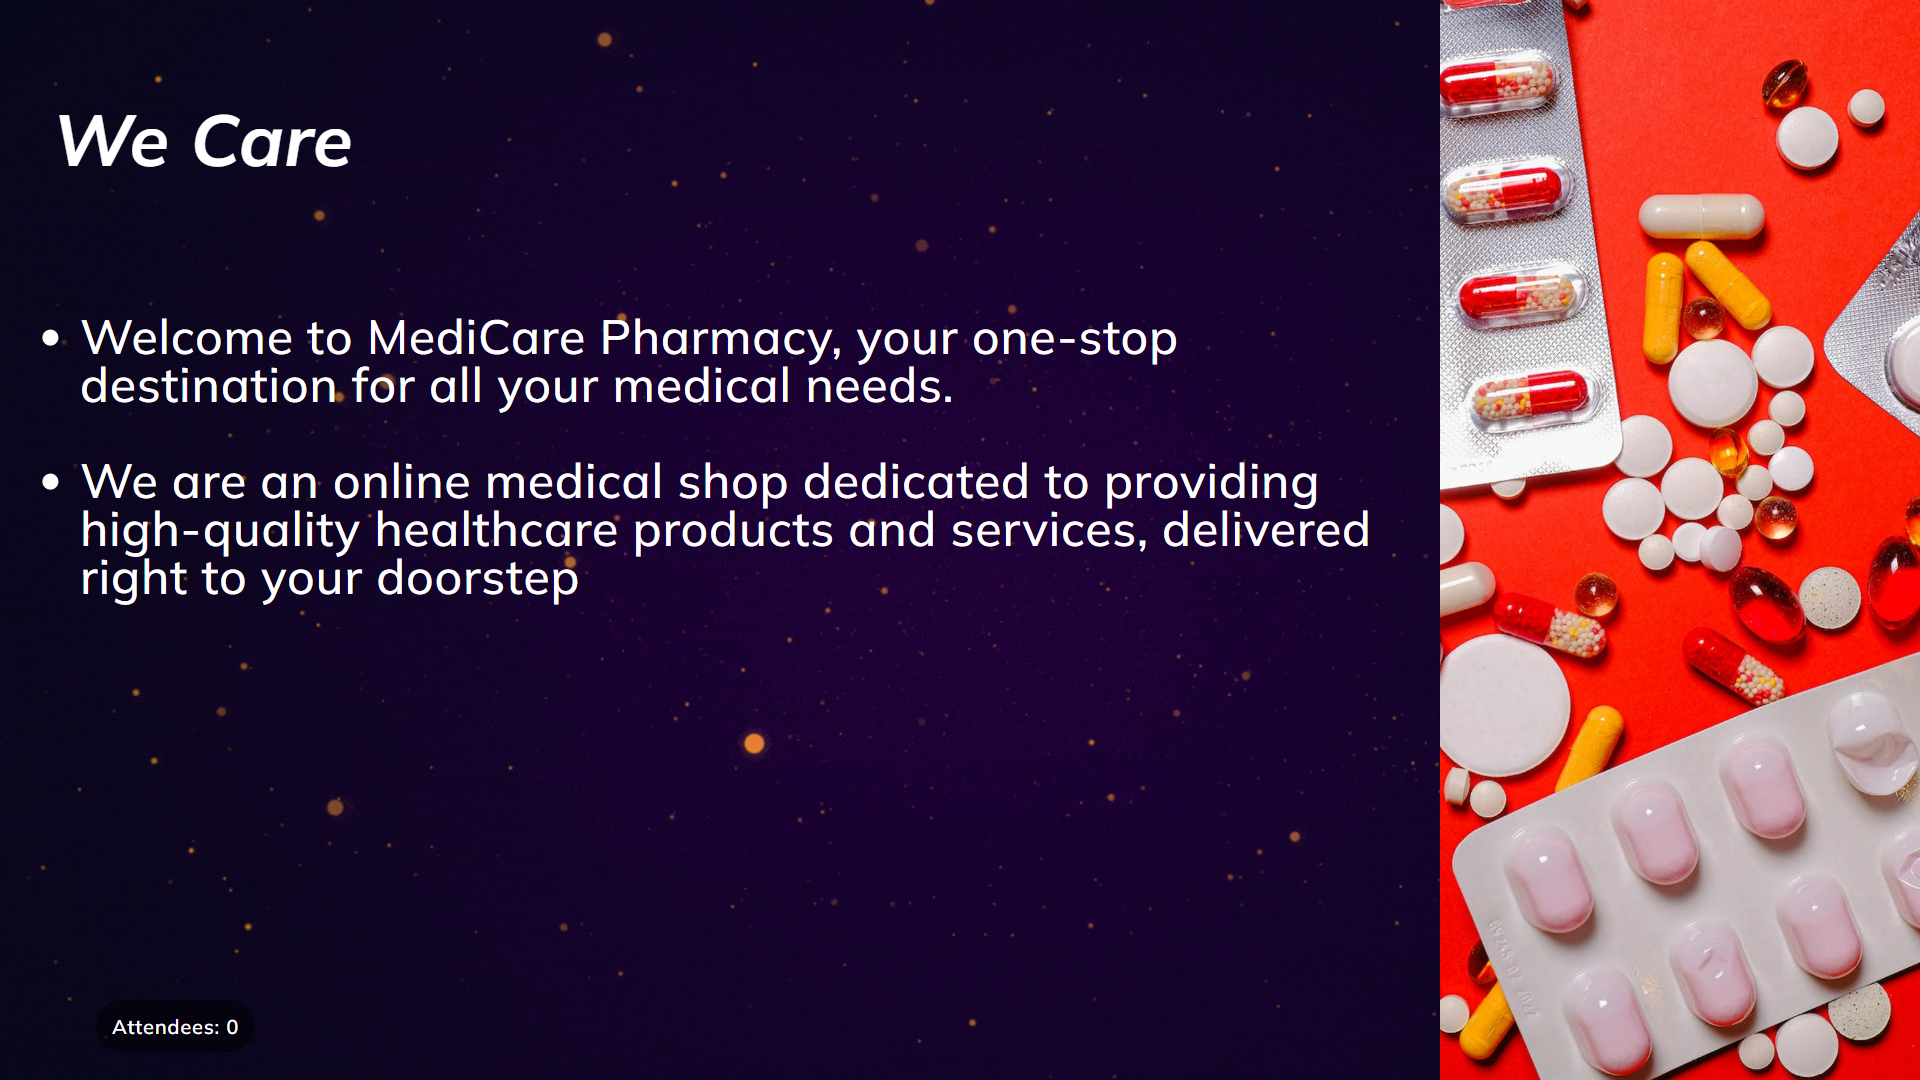 We Care
• Welcome to MediCare Pharmacy, your one-stop
destination for all your medical needs.
• We are an online medical shop dedicated to providing
high-quality healthcare products and services, delivered
right to your doorstep
Attendees: 0